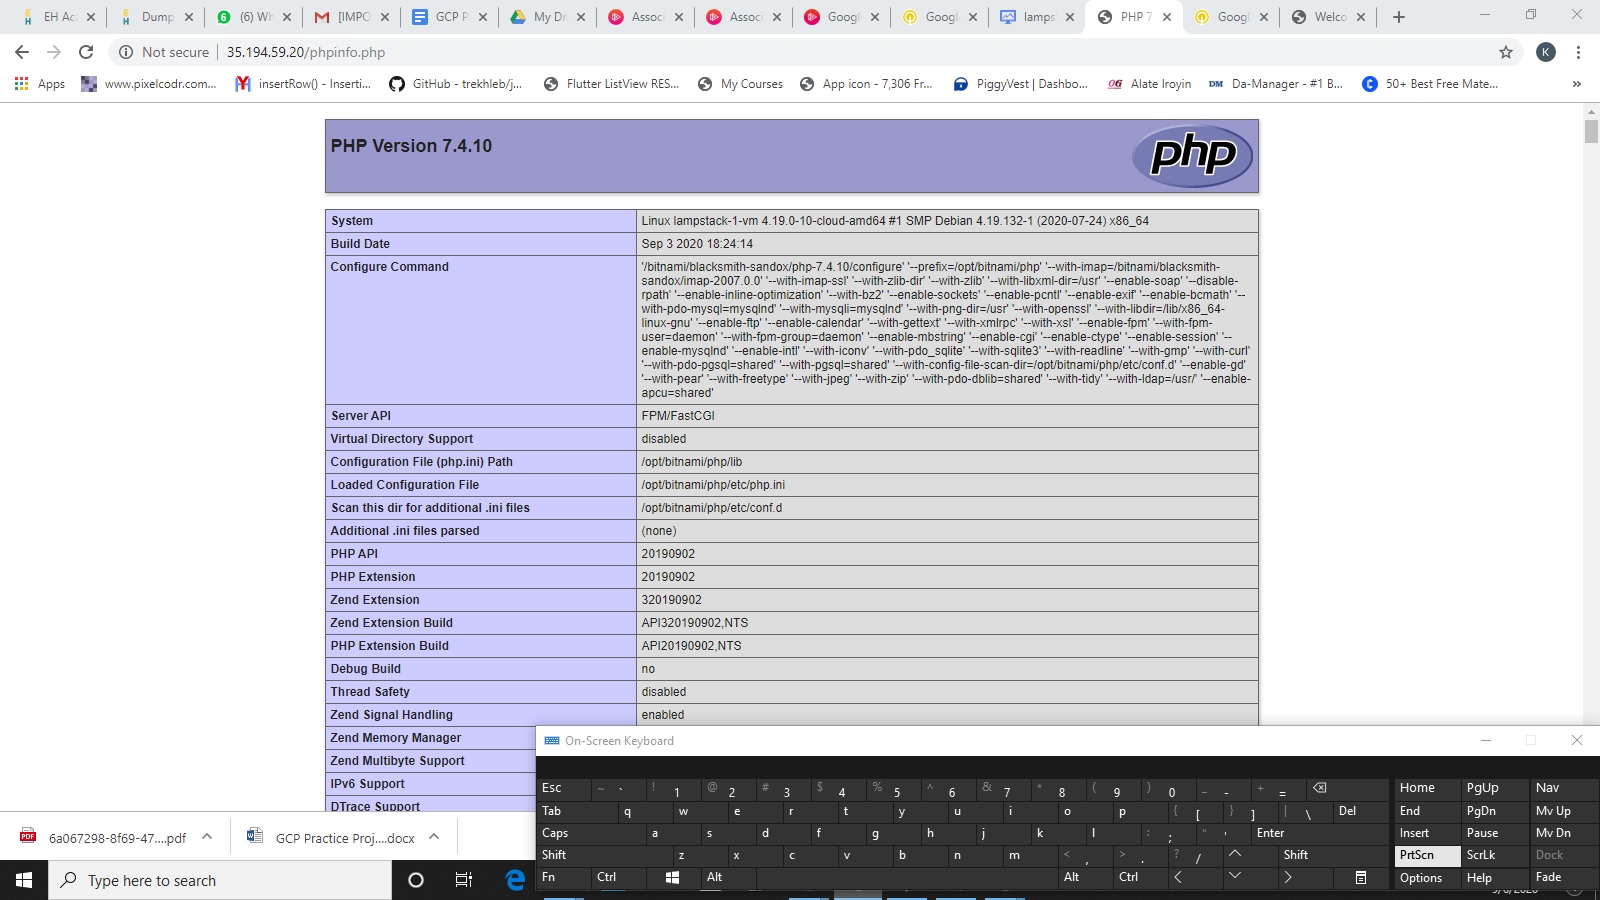 EH Ac
Dump
(6) Wh
[IMPO
GCP P
My Dr
Associ
Associ
Googl
Googl
lamps
PHP 7
Googl
Welco
Not secure
35.194.59.20/phpinfo.php
K
Apps
www.pixelcodr.com...
insertRow() - Inserti...
GitHub - trekhleb/j...
Flutter ListView RES...
My Courses
App icon - 7,306 Fr...
PiggyVest | Dashbo...
OG Alate Iroyin
DM Da-Manager - #1 B...
50+ Best Free Mate...
»
PHP Version 7.4.10
php
System Linux lampstack-1-vm 4.19.0-10-cloud-amd64 #1 SMP Debian 4.19.132-1 (2020-07-24) x86_64
Build Date Sep 3 2020 18:24:14
Configure Command '/bitnami/blacksmith-sandox/php-7.4.10/configure' '--prefix=/opt/bitnami/php' '--with-imap=/bitnami/blacksmith-
sandox/imap-2007.0.0' '--with-imap-ssl' '--with-zlib-dir' '--with-zlib' '--with-libxml-dir=/usr' '--enable-soap' '--disable-
rpath' '--enable-inline-optimization' '--with-bz2' '--enable-sockets' '--enable-pcntl' '--enable-exif' '--enable-bcmath' '--
with-pdo-mysql=mysqlnd' '--with-mysqli=mysqlnd' '--with-png-dir=/usr' '--with-openssl' '--with-libdir=/lib/x86_64-
linux-gnu' '--enable-ftp' '--enable-calendar' '--with-gettext' '--with-xmlrpc' '--with-xsl' '--enable-fpm' '--with-fpm-
user=daemon' '--with-fpm-group=daemon' '--enable-mbstring' '--enable-cgi' '--enable-ctype' '--enable-session' '--
enable-mysqlnd' '--enable-intl' '--with-iconv' '--with-pdo_sqlite' '--with-sqlite3' '--with-readline' '--with-gmp' '--with-curl'
'--with-pdo-pgsql=shared' '--with-pgsql=shared' '--with-config-file-scan-dir=/opt/bitnami/php/etc/conf.d' '--enable-gd'
'--with-pear' '--with-freetype' '--with-jpeg' '--with-zip' '--with-pdo-dblib=shared' '--with-tidy' '--with-ldap=/usr/' '--enable-
apcu=shared'
Server API FPM/FastCGI
Virtual Directory Support disabled
Configuration File (php.ini) Path /opt/bitnami/php/lib
Loaded Configuration File /opt/bitnami/php/etc/php.ini
Scan this dir for additional .ini files /opt/bitnami/php/etc/conf.d
Additional .ini files parsed (none)
PHP API 20190902
PHP Extension 20190902
Zend Extension 320190902
Zend Extension Build API320190902,NTS
PHP Extension Build API20190902,NTS
Debug Build no
Thread Safety disabled
Zend Signal Handling enabled
Zend Memory Manager
Zend Multibyte Support
IPv6 Support
DTrace Support
On-Screen Keyboard
Esc ~ ` ! 1 @ 2 # 3 $ 4 % 5 ^ 6 & 7 * 8 ( 9 ) 0 _ - + = Home PgUp Nav
Tab q w e r t y u i o p { [ } ] | \ Del End PgDn Mv Up
Caps a s d f g h j k l : ; " ' Enter Insert Pause Mv Dn
Shift z x c v b n m < , > . ? / Shift PrtScn ScrLk Dock
Fn Ctrl Alt Alt Ctrl Options Help Fade
6a067298-8f69-47....pdf
GCP Practice Proj....docx
Type here to search